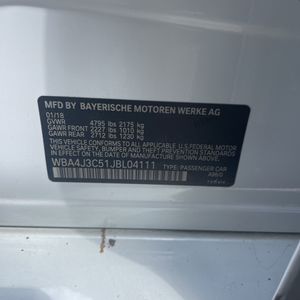 MFD BY BAYERISCHE MOTOREN WERKE AG
01/18
GVWR 4795 lbs 2175 kg
GAWR FRONT 2227 lbs 1010 kg
GAWR REAR 2712 lbs 1230 kg
THIS VEHICLE CONFORMS TO ALL APPLICABLE U.S. FEDERAL MOTOR
VEHICLE SAFETY, BUMPER, AND THEFT PREVENTION STANDARDS
IN EFFECT ON THE DATE OF MANUFACTURE SHOWN ABOVE.
WBA4J3C51JBL04111 TYPE: PASSENGER CAR